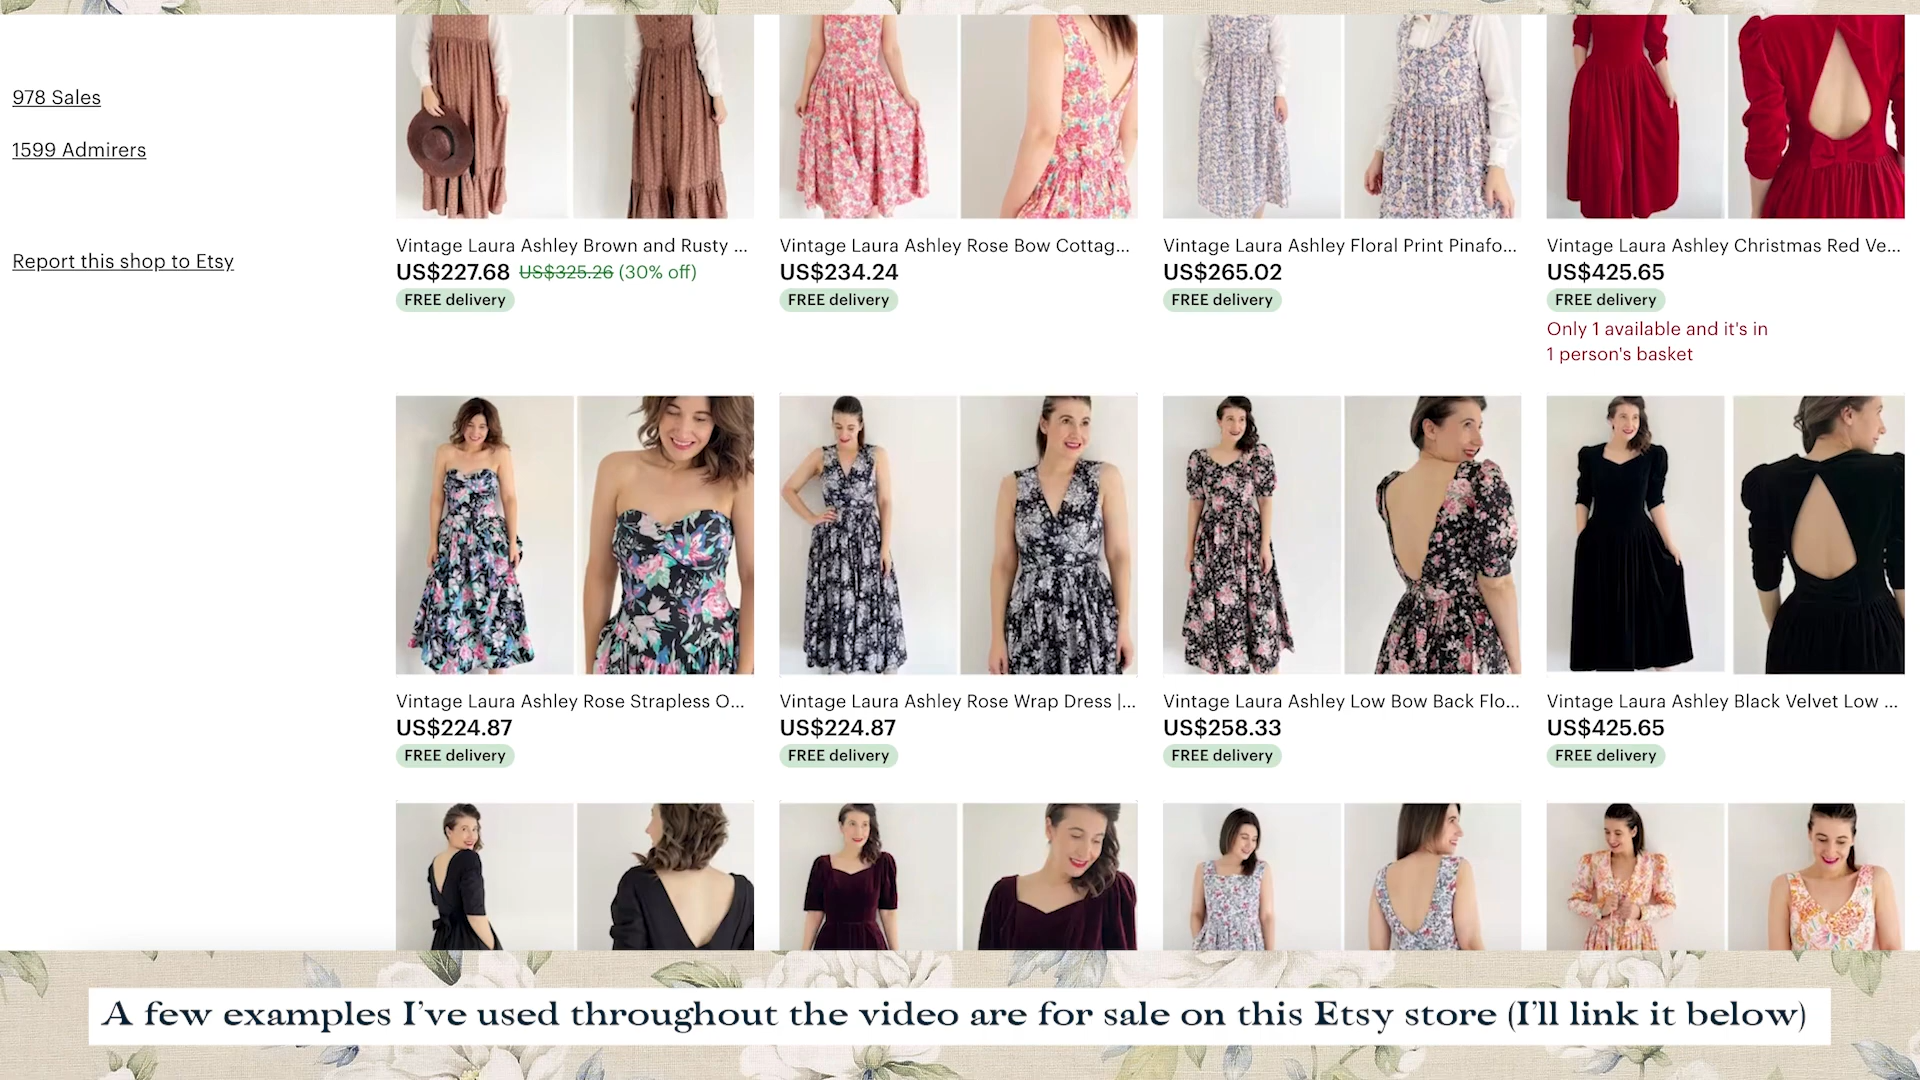 978 Sales
1599 Admirers
Report this shop to Etsy
Vintage Laura Ashley Brown and Rusty ...
US$227.68 US$325.26 (30% off)
FREE delivery
Vintage Laura Ashley Rose Bow Cottag...
US$234.24
FREE delivery
Vintage Laura Ashley Floral Print Pinafo...
US$265.02
FREE delivery
Vintage Laura Ashley Christmas Red Ve...
US$425.65
FREE delivery
Only 1 available and it's in
1 person's basket
Vintage Laura Ashley Rose Strapless O...
US$224.87
FREE delivery
Vintage Laura Ashley Rose Wrap Dress |...
US$224.87
FREE delivery
Vintage Laura Ashley Low Bow Back Flo...
US$258.33
FREE delivery
Vintage Laura Ashley Black Velvet Low ...
US$425.65
FREE delivery
A few examples I've used throughout the video are for sale on this Etsy store (I'll link it below)